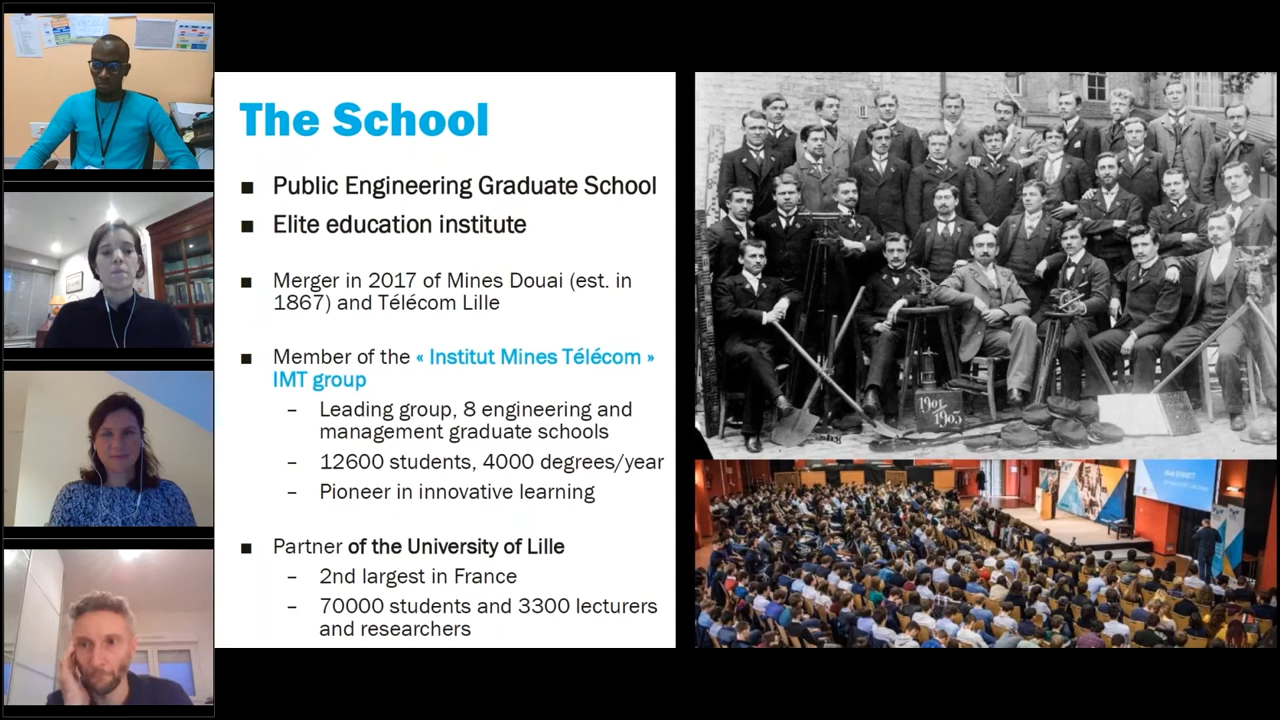 The School
■ Public Engineering Graduate School
■ Elite education institute
■ Merger in 2017 of Mines Douai (est. in
1867) and Télécom Lille
■ Member of the « Institut Mines Télécom »
IMT group
– Leading group, 8 engineering and
management graduate schools
– 12600 students, 4000 degrees/year
– Pioneer in innovative learning
■ Partner of the University of Lille
– 2nd largest in France
– 70000 students and 3300 lecturers
and researchers
1901
1903